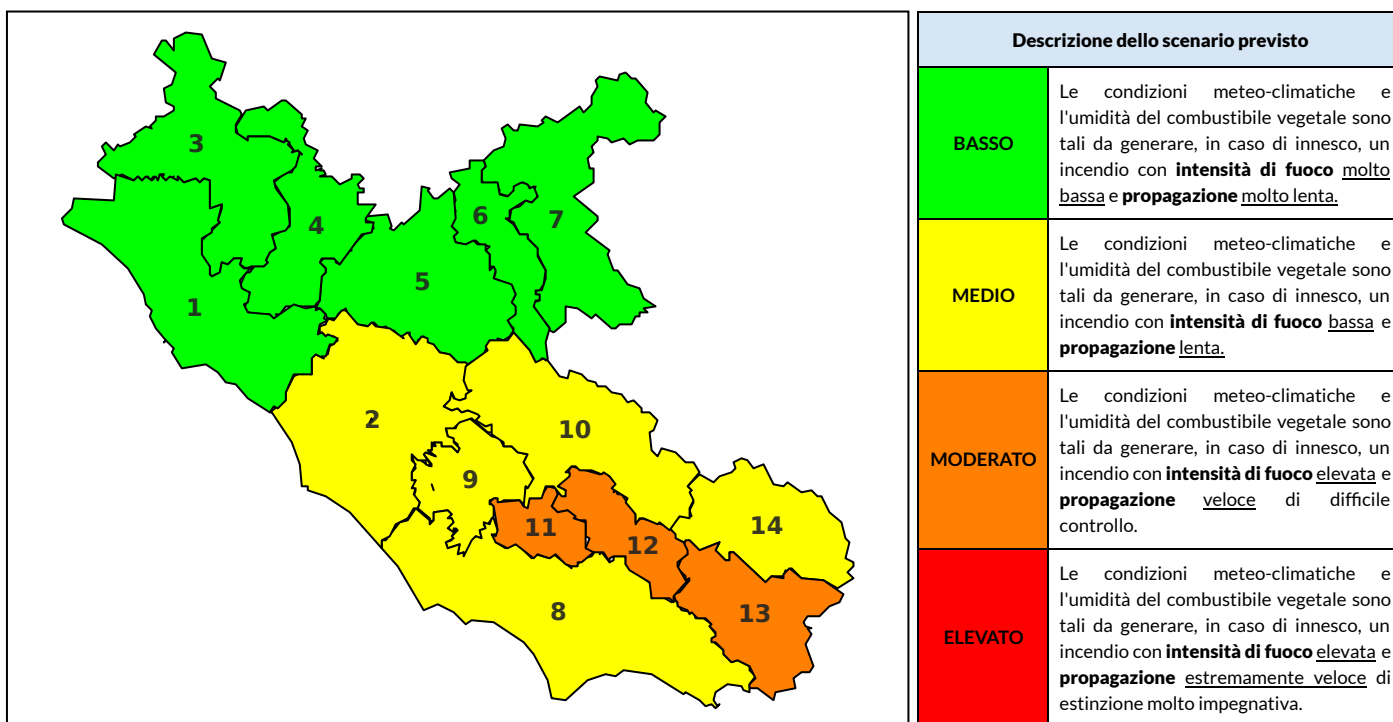 3
4
6
7
5
1
2
10
9
14
11
12
8
13
Descrizione dello scenario previsto
BASSO
Le condizioni meteo-climatiche e
l'umidità del combustibile vegetale sono
tali da generare, in caso di innesco, un
incendio con intensità di fuoco molto
bassa e propagazione molto lenta.
MEDIO
Le condizioni meteo-climatiche e
l'umidità del combustibile vegetale sono
tali da generare, in caso di innesco, un
incendio con intensità di fuoco bassa e
propagazione lenta.
MODERATO
Le condizioni meteo-climatiche e
l'umidità del combustibile vegetale sono
tali da generare, in caso di innesco, un
incendio con intensità di fuoco elevata e
propagazione veloce di difficile
controllo.
ELEVATO
Le condizioni meteo-climatiche e
l'umidità del combustibile vegetale sono
tali da generare, in caso di innesco, un
incendio con intensità di fuoco elevata e
propagazione estremamente veloce di
estinzione molto impegnativa.